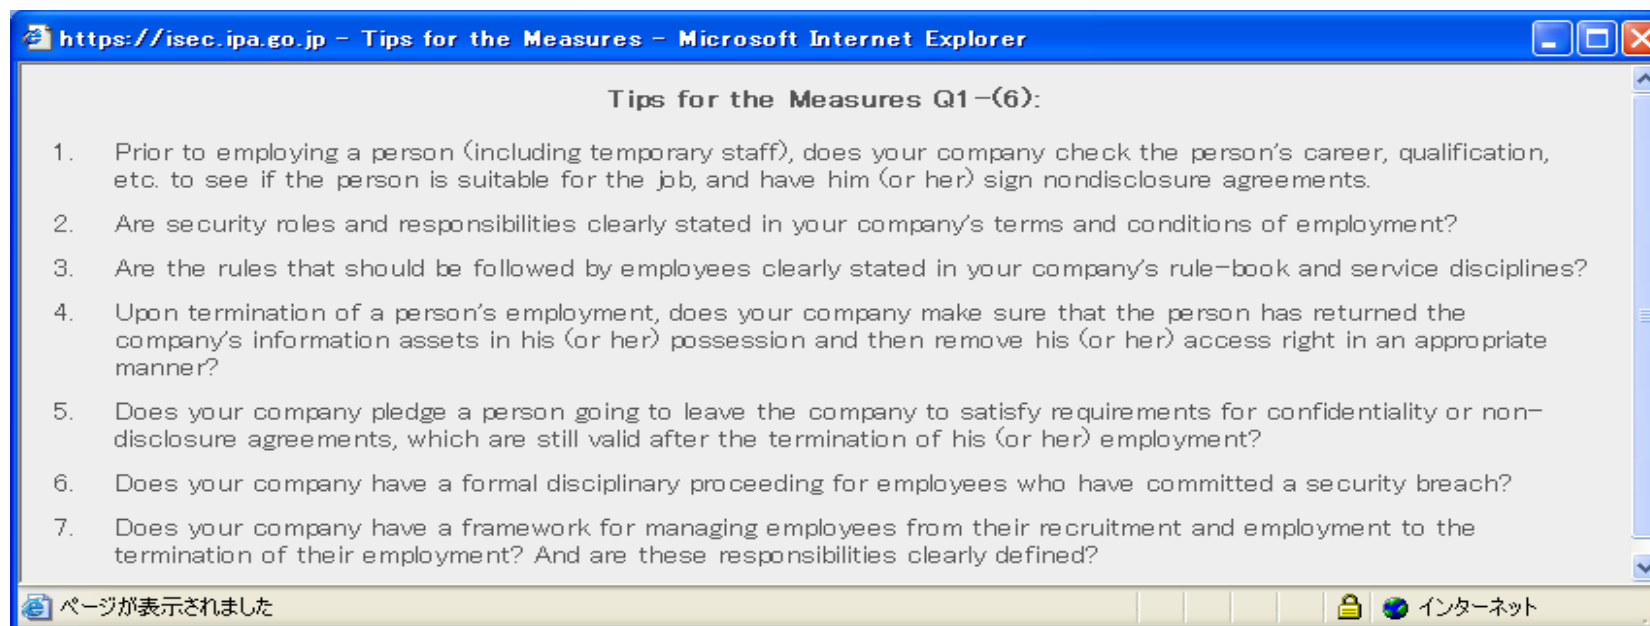 https://isec.ipa.go.jp - Tips for the Measures - Microsoft Internet Explorer
Tips for the Measures Q1-(6):
1. Prior to employing a person (including temporary staff), does your company check the person's career, qualification,
etc. to see if the person is suitable for the job, and have him (or her) sign nondisclosure agreements.
2. Are security roles and responsibilities clearly stated in your company's terms and conditions of employment?
3. Are the rules that should be followed by employees clearly stated in your company's rule-book and service disciplines?
4. Upon termination of a person's employment, does your company make sure that the person has returned the
company's information assets in his (or her) possession and then remove his (or her) access right in an appropriate
manner?
5. Does your company pledge a person going to leave the company to satisfy requirements for confidentiality or non-
disclosure agreements, which are still valid after the termination of his (or her) employment?
6. Does your company have a formal disciplinary proceeding for employees who have committed a security breach?
7. Does your company have a framework for managing employees from their recruitment and employment to the
termination of their employment? And are these responsibilities clearly defined?
ページが表示されました インターネット